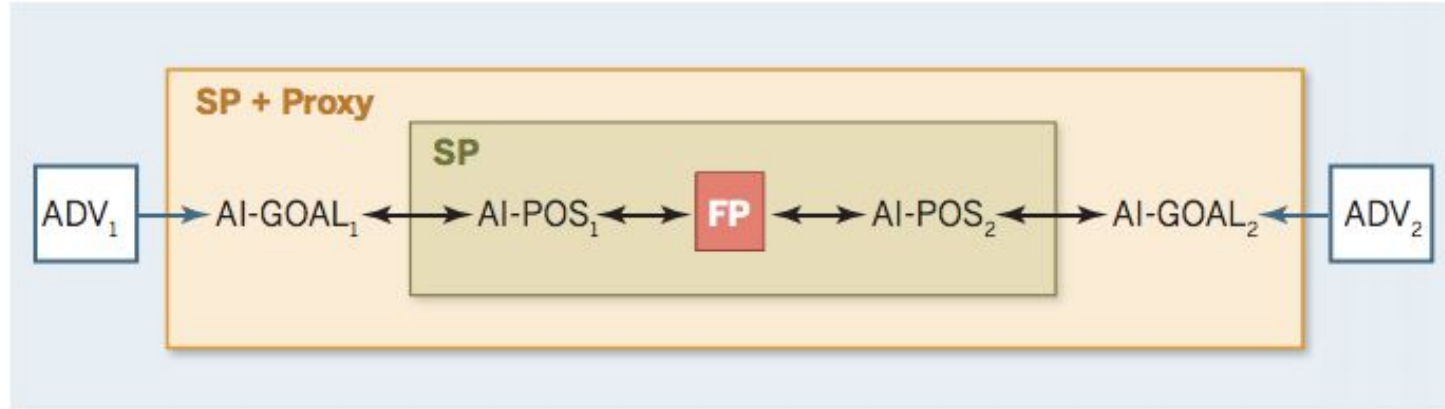 SP + Proxy
SP
ADV₁ AI-GOAL₁ AI-POS₁ FP AI-POS₂ AI-GOAL₂ ADV₂